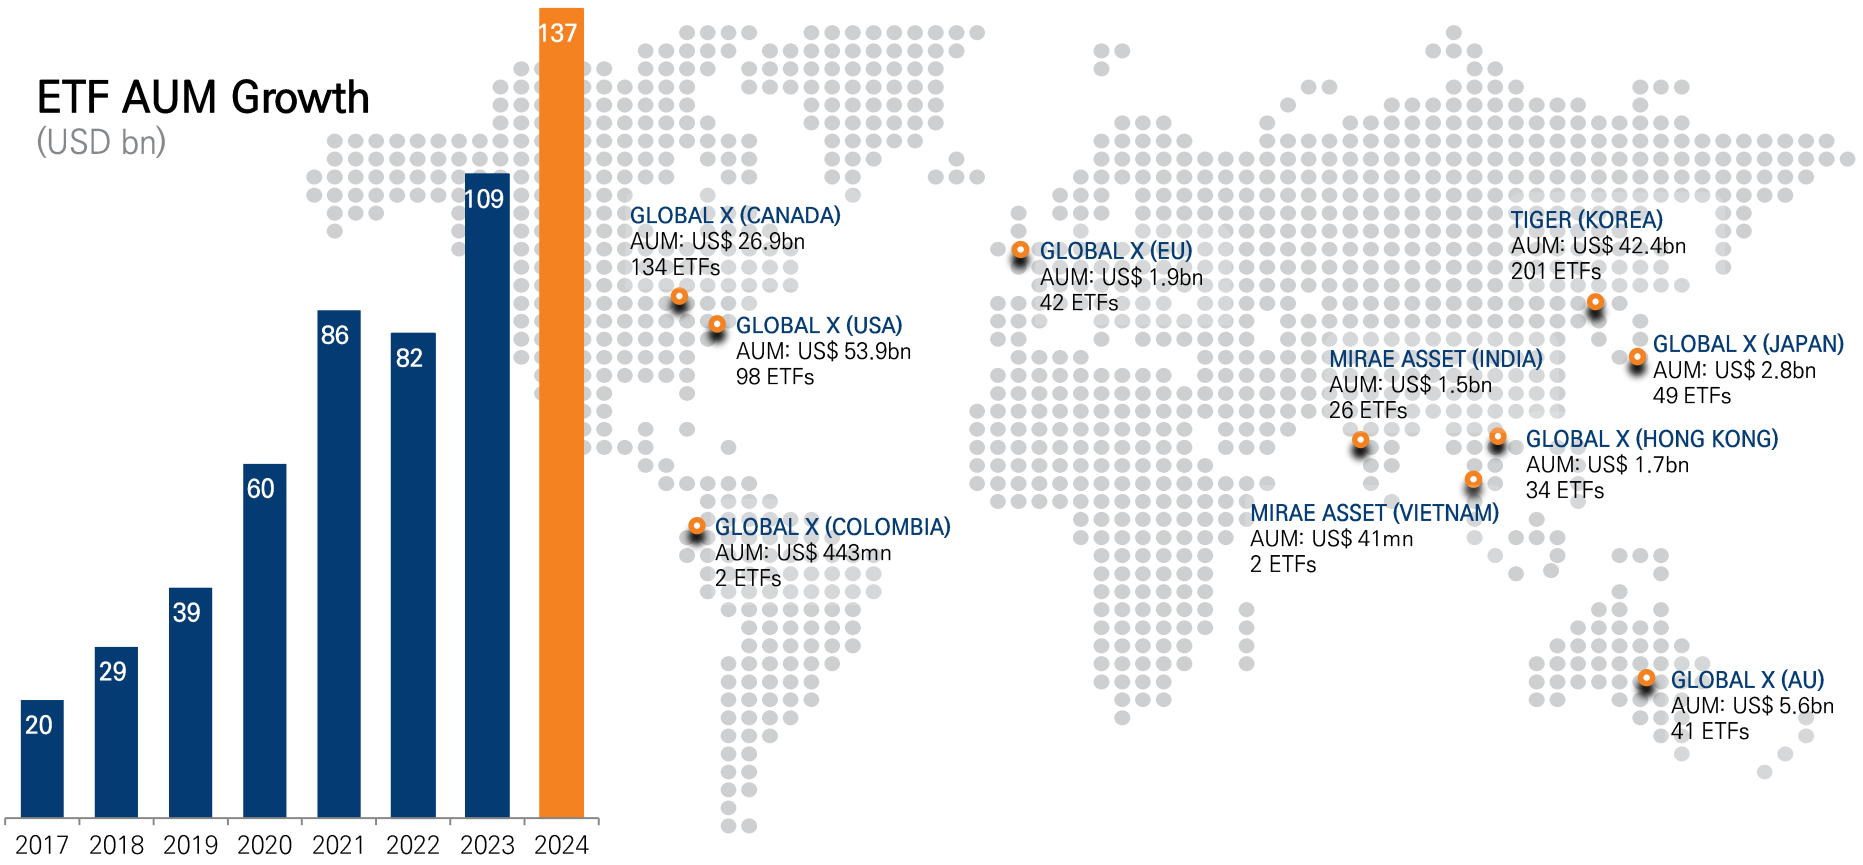 ETF AUM Growth
(USD bn)
20
29
39
60
86
82
109
137
2017 2018 2019 2020 2021 2022 2023 2024
GLOBAL X (CANADA)
AUM: US$ 26.9bn
134 ETFs
GLOBAL X (USA)
AUM: US$ 53.9bn
98 ETFs
GLOBAL X (COLOMBIA)
AUM: US$ 443mn
2 ETFs
GLOBAL X (EU)
AUM: US$ 1.9bn
42 ETFs
MIRAE ASSET (INDIA)
AUM: US$ 1.5bn
26 ETFs
MIRAE ASSET (VIETNAM)
AUM: US$ 41mn
2 ETFs
TIGER (KOREA)
AUM: US$ 42.4bn
201 ETFs
GLOBAL X (JAPAN)
AUM: US$ 2.8bn
49 ETFs
GLOBAL X (HONG KONG)
AUM: US$ 1.7bn
34 ETFs
GLOBAL X (AU)
AUM: US$ 5.6bn
41 ETFs